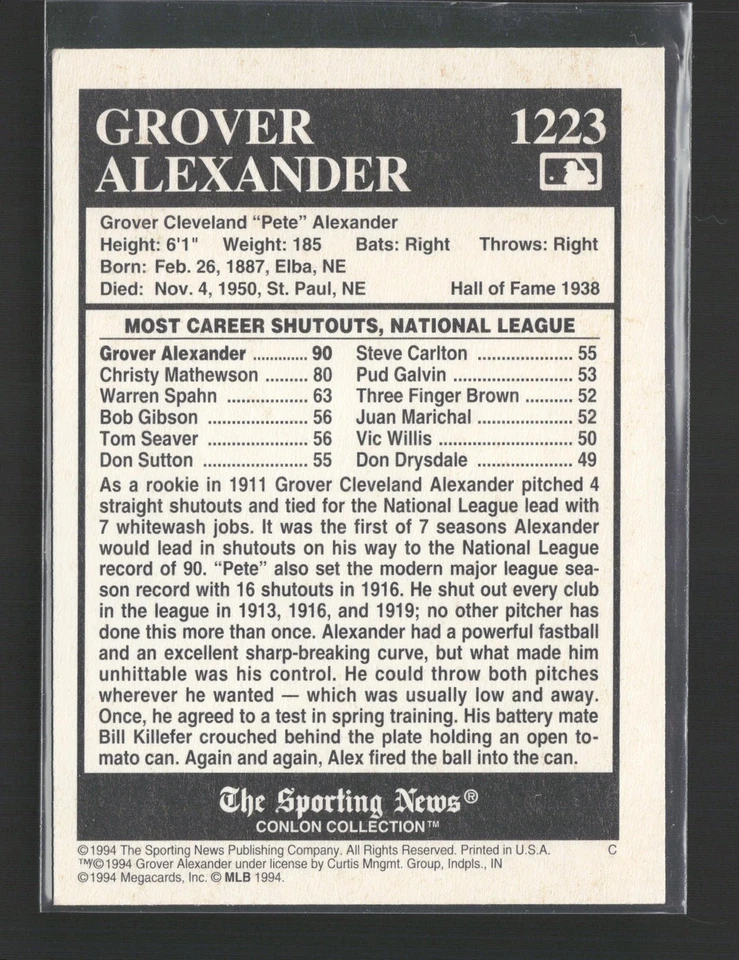 GROVER 1223
ALEXANDER
Grover Cleveland “Pete” Alexander
Height: 6'1" Weight: 185 Bats: Right Throws: Right
Born: Feb. 26, 1887, Elba, NE
Died: Nov. 4, 1950, St. Paul, NE Hall of Fame 1938
MOST CAREER SHUTOUTS, NATIONAL LEAGUE
Grover Alexander ............. 90 Steve Carlton ..................... 55
Christy Mathewson ......... 80 Pud Galvin .......................... 53
Warren Spahn ................. 63 Three Finger Brown .......... 52
Bob Gibson ..................... 56 Juan Marichal ..................... 52
Tom Seaver ..................... 56 Vic Willis ............................. 50
Don Sutton ...................... 55 Don Drysdale ..................... 49
As a rookie in 1911 Grover Cleveland Alexander pitched 4
straight shutouts and tied for the National League lead with
7 whitewash jobs. It was the first of 7 seasons Alexander
would lead in shutouts on his way to the National League
record of 90. “Pete” also set the modern major league sea-
son record with 16 shutouts in 1916. He shut out every club
in the league in 1913, 1916, and 1919; no other pitcher has
done this more than once. Alexander had a powerful fastball
and an excellent sharp-breaking curve, but what made him
unhittable was his control. He could throw both pitches
wherever he wanted — which was usually low and away.
Once, he agreed to a test in spring training. His battery mate
Bill Killefer crouched behind the plate holding an open to-
mato can. Again and again, Alex fired the ball into the can.
The Sporting News®
CONLON COLLECTION™
©1994 The Sporting News Publishing Company. All Rights Reserved. Printed in U.S.A. C
™/©1994 Grover Alexander under license by Curtis Mngmt. Group, Indpls., IN
©1994 Megacards, Inc. © MLB 1994.